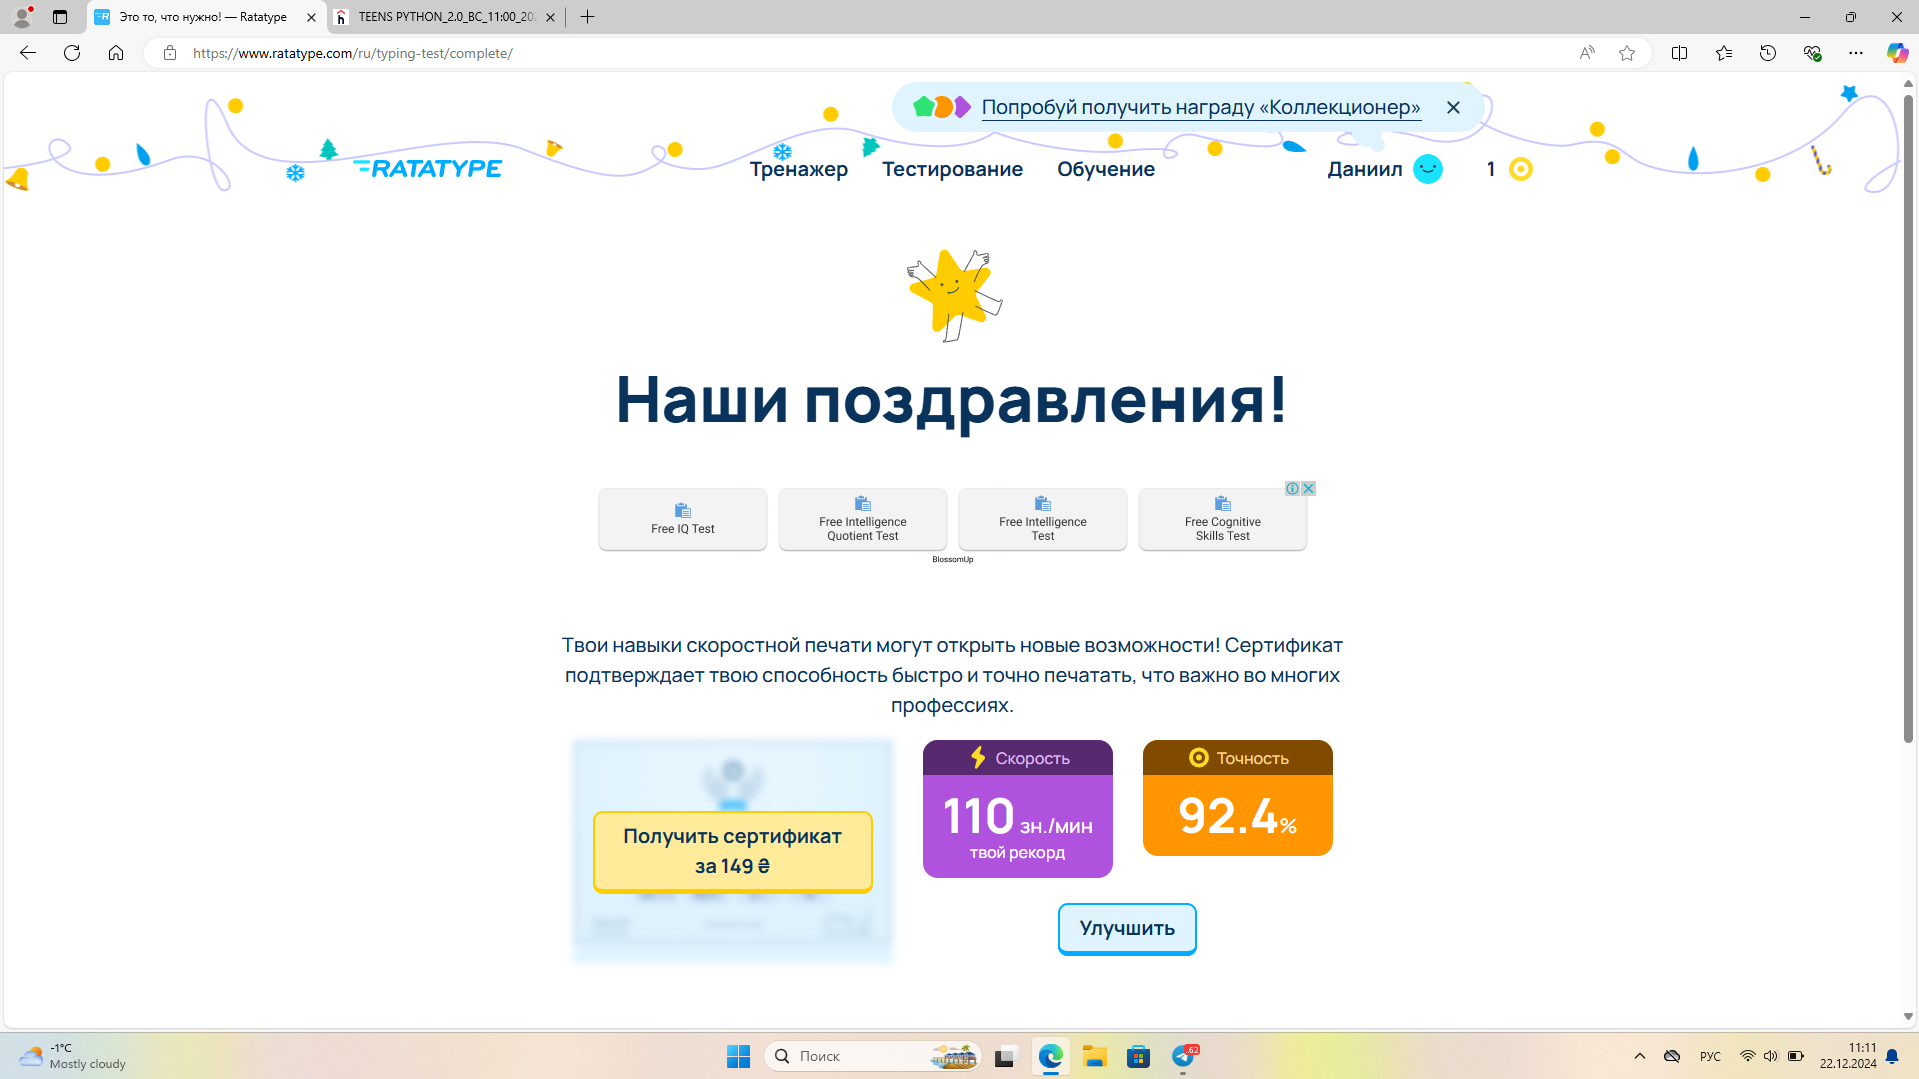 Это то, что нужно! — Ratatype
TEENS PYTHON_2.0_BC_11:00_202
https://www.ratatype.com/ru/typing-test/complete/
Попробуй получить награду «Коллекционер»
RATATYPE
Тренажер
Тестирование
Обучение
Даниил
1
Наши поздравления!
Free IQ Test
Free Intelligence
Quotient Test
Free Intelligence
Test
Free Cognitive
Skills Test
BlossomUp
Твои навыки скоростной печати могут открыть новые возможности! Сертификат
подтверждает твою способность быстро и точно печатать, что важно во многих
профессиях.
Получить сертификат
за 149 ₴
Скорость
110 зн./мин
твой рекорд
Точность
92.4%
Улучшить
-1°C
Mostly cloudy
Поиск
62
РУС
11:11
22.12.2024